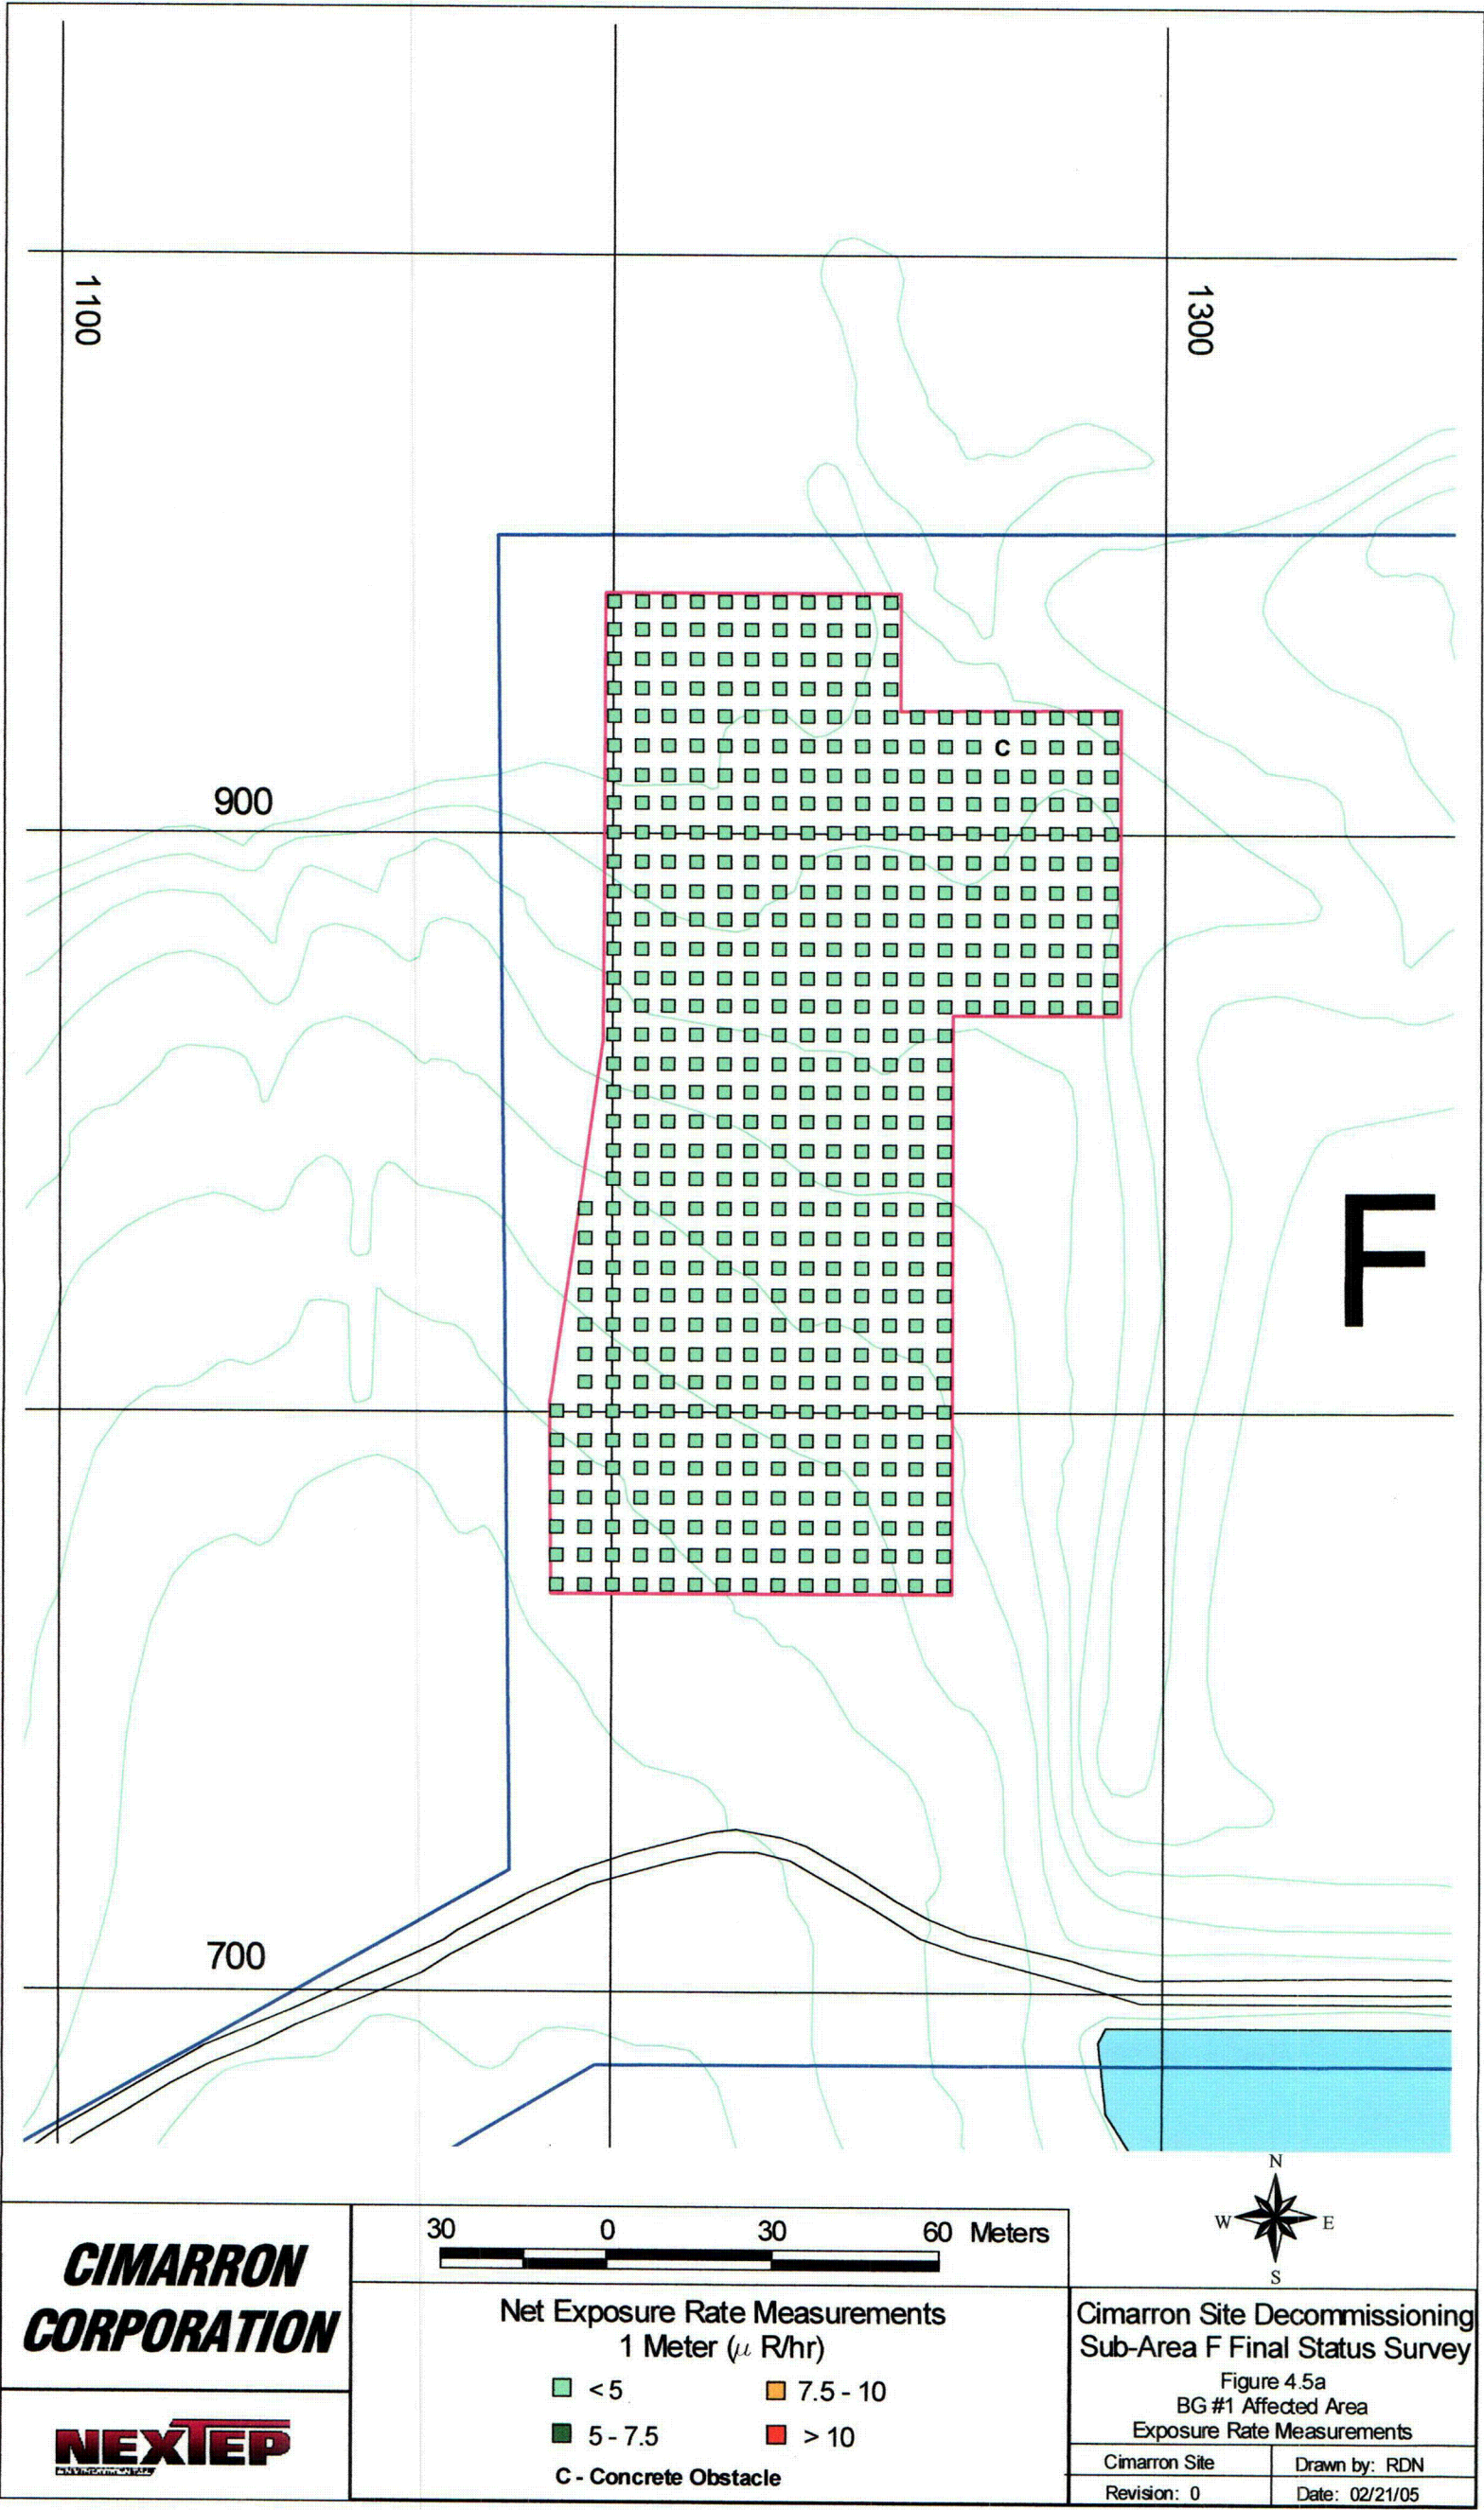 1100
1300
900
C
F
700
N
W E
S
30 0 30 60 Meters
CIMARRON
CORPORATION
NEXTEP
ENVIRONMENTAL
Net Exposure Rate Measurements
1 Meter (μ R/hr)
< 5
7.5 - 10
5 - 7.5
> 10
C - Concrete Obstacle
Cimarron Site Decommissioning
Sub-Area F Final Status Survey
Figure 4.5a
BG #1 Affected Area
Exposure Rate Measurements
Cimarron Site
Drawn by: RDN
Revision: 0
Date: 02/21/05